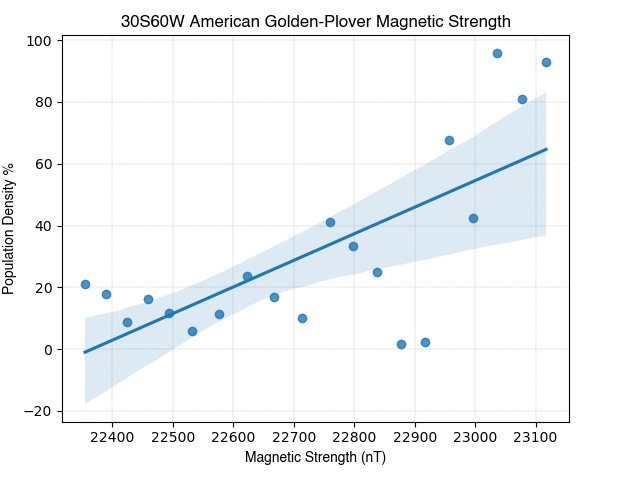 30S60W American Golden-Plover Magnetic Strength
100
80
60
40
20
0
−20
Population Density %
22400 22500 22600 22700 22800 22900 23000 23100
Magnetic Strength (nT)